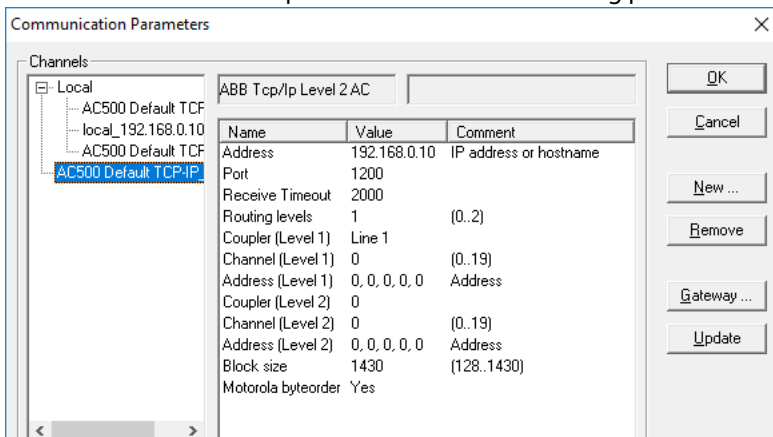 Communication Parameters
Channels
Local
AC500 Default TCF
local_192.168.0.10
AC500 Default TCF
AC500 Default TCP-IP_
ABB Tcp/Ip Level 2 AC
Name Value Comment
Address 192.168.0.10 IP address or hostname
Port 1200
Receive Timeout 2000
Routing levels 1 (0..2)
Coupler (Level 1) Line 1
Channel (Level 1) 0 (0..19)
Address (Level 1) 0, 0, 0, 0, 0 Address
Coupler (Level 2) 0
Channel (Level 2) 0 (0..19)
Address (Level 2) 0, 0, 0, 0, 0 Address
Block size 1430 (128..1430)
Motorola byteorder Yes
OK
Cancel
New ...
Remove
Gateway ...
Update